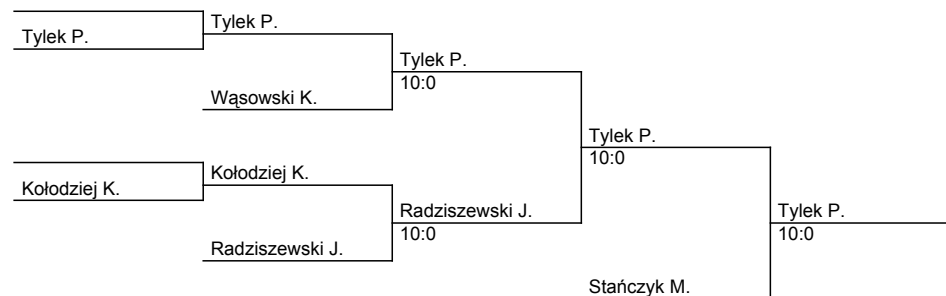 Tylek P.
Tylek P.
Tylek P.
10:0
Wąsowski K.
Tylek P.
10:0
Kołodziej K.
Kołodziej K.
Radziszewski J.
10:0
Tylek P.
10:0
Radziszewski J.
Stańczyk M.